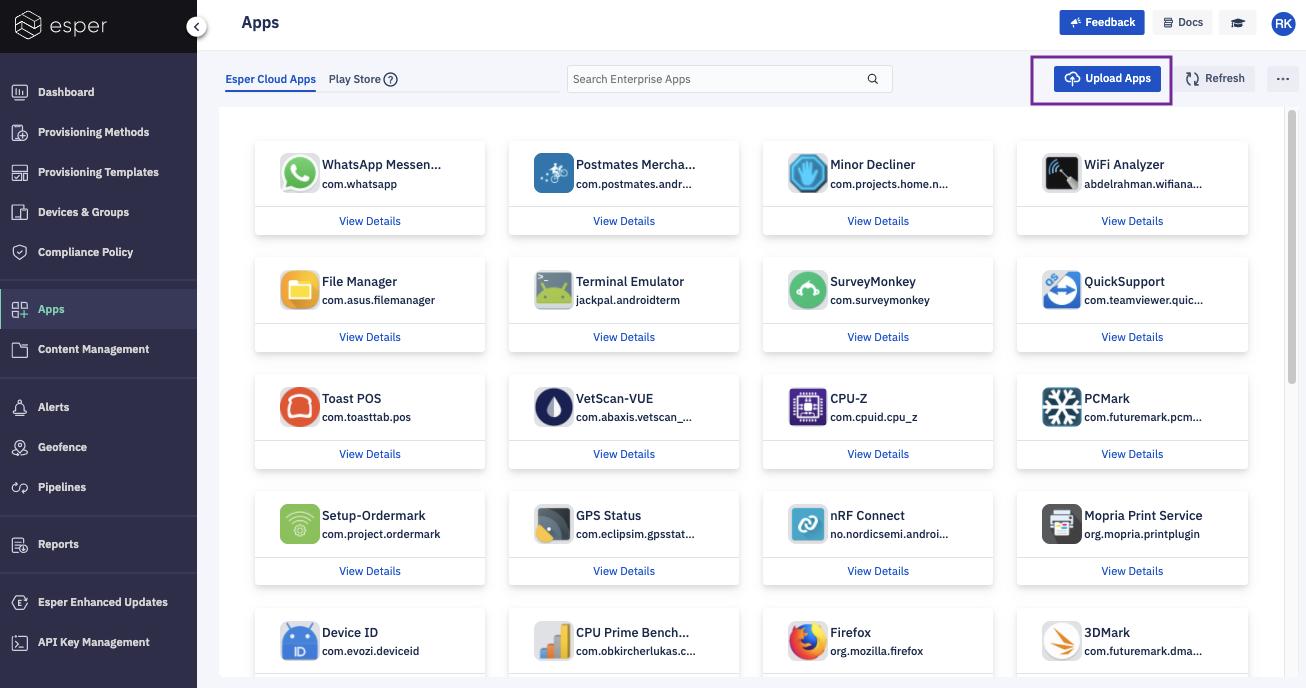 esper
Apps
Feedback
Docs
RK
Dashboard
Provisioning Methods
Provisioning Templates
Devices & Groups
Compliance Policy
Apps
Content Management
Alerts
Geofence
Pipelines
Reports
Esper Enhanced Updates
API Key Management
Esper Cloud Apps
Play Store ?
Search Enterprise Apps
Upload Apps
Refresh
...
WhatsApp Messen...
com.whatsapp
View Details
Postmates Mercha...
com.postmates.andr...
View Details
Minor Decliner
com.projects.home.n...
View Details
WiFi Analyzer
abdelrahman.wifiana...
View Details
File Manager
com.asus.filemanager
View Details
Terminal Emulator
jackpal.androidterm
View Details
SurveyMonkey
com.surveymonkey
View Details
QS
QuickSupport
com.teamviewer.quic...
View Details
Toast POS
com.toasttab.pos
View Details
VetScan-VUE
com.abaxis.vetscan_...
View Details
CPU-Z
com.cpuid.cpu_z
View Details
PCMark
com.futuremark.pcm...
View Details
Setup-Ordermark
com.project.ordermark
View Details
GPS Status
com.eclipsim.gpsstat...
View Details
nRF Connect
no.nordicsemi.androi...
View Details
Mopria Print Service
org.mopria.printplugin
View Details
ID
Device ID
com.evozi.deviceid
CPU Prime Bench...
com.obkircherlukas.c...
Firefox
org.mozilla.firefox
3DMark
com.futuremark.dma...